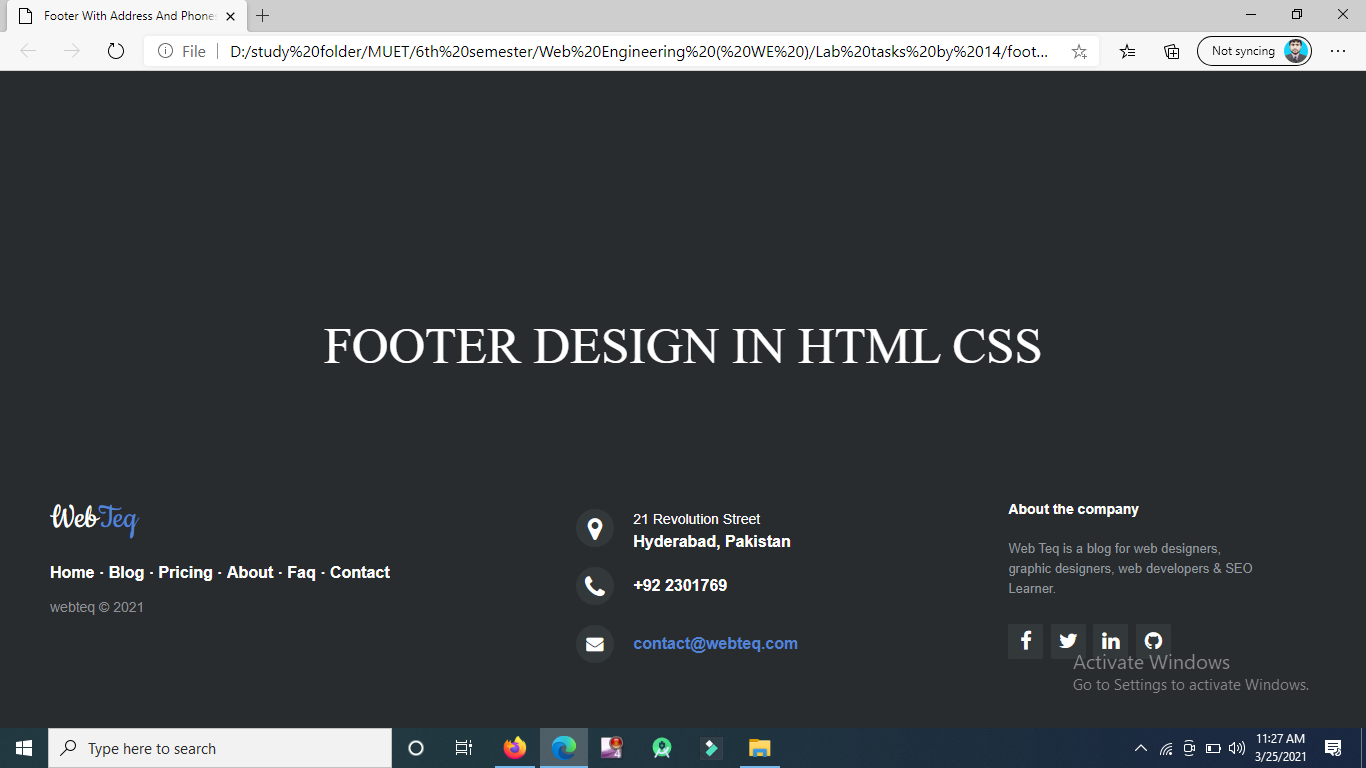 Footer With Address And Phone
File
D:/study%20folder/MUET/6th%20semester/Web%20Engineering%20(%20WE%20)/Lab%20tasks%20by%2014/foot...
Not syncing
FOOTER DESIGN IN HTML CSS
WebTeq
Home · Blog · Pricing · About · Faq · Contact
webteq © 2021
21 Revolution Street
Hyderabad, Pakistan
+92 2301769
contact@webteq.com
About the company
Web Teq is a blog for web designers,
graphic designers, web developers & SEO
Learner.
Activate Windows
Go to Settings to activate Windows.
Type here to search
11:27 AM
3/25/2021